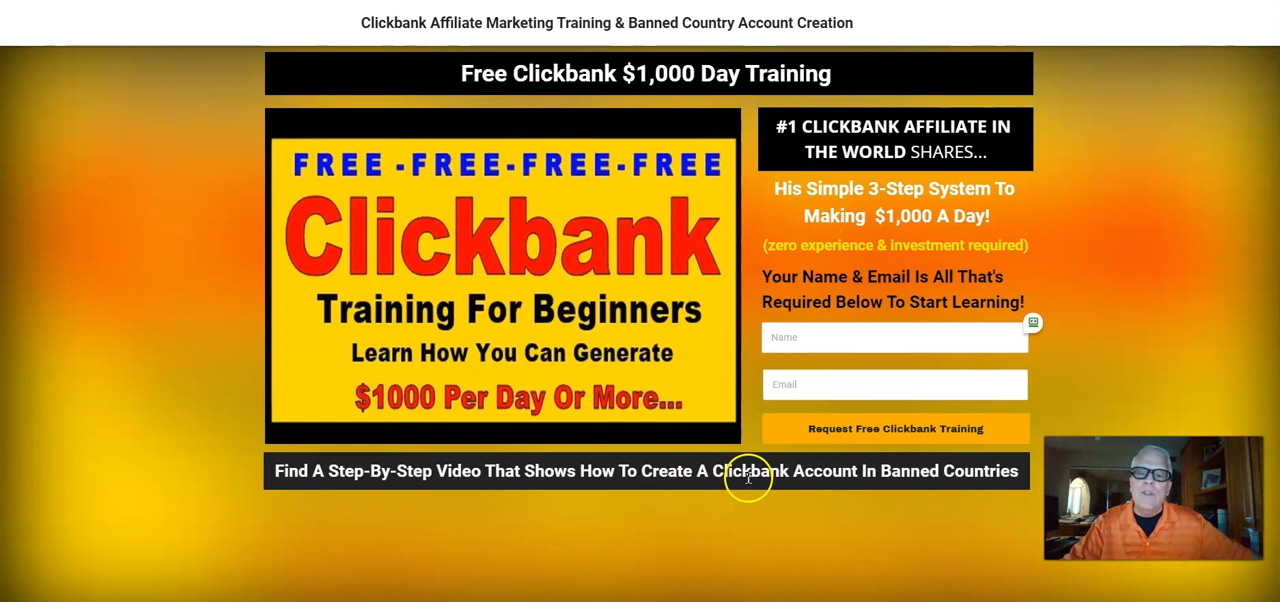 Clickbank Affiliate Marketing Training & Banned Country Account Creation
Free Clickbank $1,000 Day Training
FREE -FREE-FREE-FREE
Clickbank
Training For Beginners
Learn How You Can Generate
$1000 Per Day Or More...
#1 CLICKBANK AFFILIATE IN
THE WORLD SHARES...
His Simple 3-Step System To
Making $1,000 A Day!
(zero experience & investment required)
Your Name & Email Is All That's
Required Below To Start Learning!
Name
Email
Request Free Clickbank Training
Find A Step-By-Step Video That Shows How To Create A Clickbank Account In Banned Countries